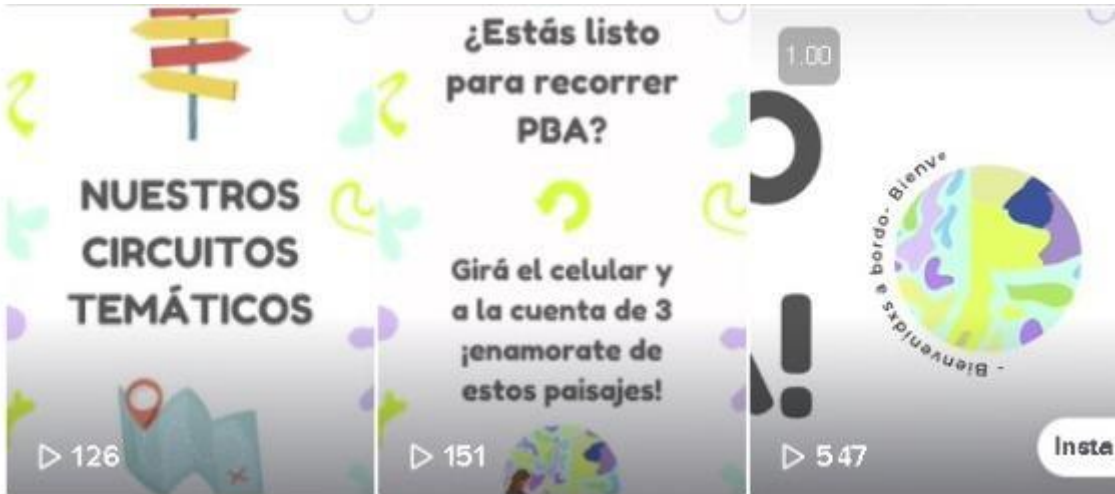 NUESTROS
CIRCUITOS
TEMÁTICOS
126
¿Estás listo
para recorrer
PBA?
Girá el celular y
a la cuenta de 3
¡enamorate de
estos paisajes!
151
1.00
O
A!
- Bienvenidxs a bordo- Bienve
547
Insta